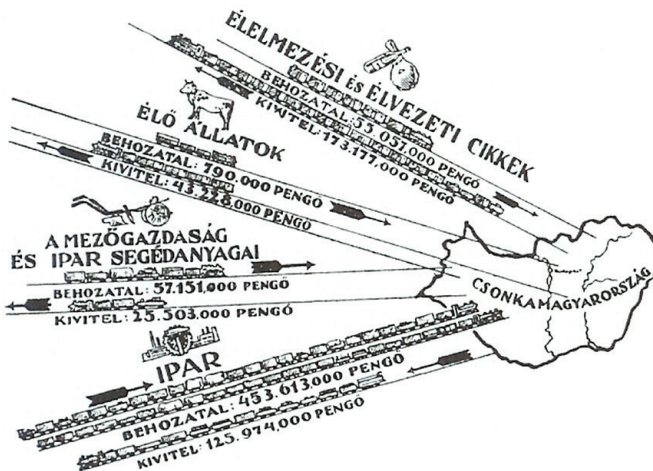 ÉLELMEZÉSI ÉS ÉLVEZETI CIKKEK
BEHOZATAL: 55.051.000 PENGŐ
KIVITEL: 173.177.000 PENGŐ
ÉLŐ ÁLLATOK
BEHOZATAL: 790.000 PENGŐ
KIVITEL: 43.228.000 PENGŐ
A MEZŐGAZDASÁG
ÉS IPAR SEGÉDANYAGAI
BEHOZATAL: 57.151.000 PENGŐ
KIVITEL: 25.503.000 PENGŐ
IPAR
BEHOZATAL: 453.613.000 PENGŐ
KIVITEL: 125.974.000 PENGŐ
CSONKAMAGYARORSZÁG